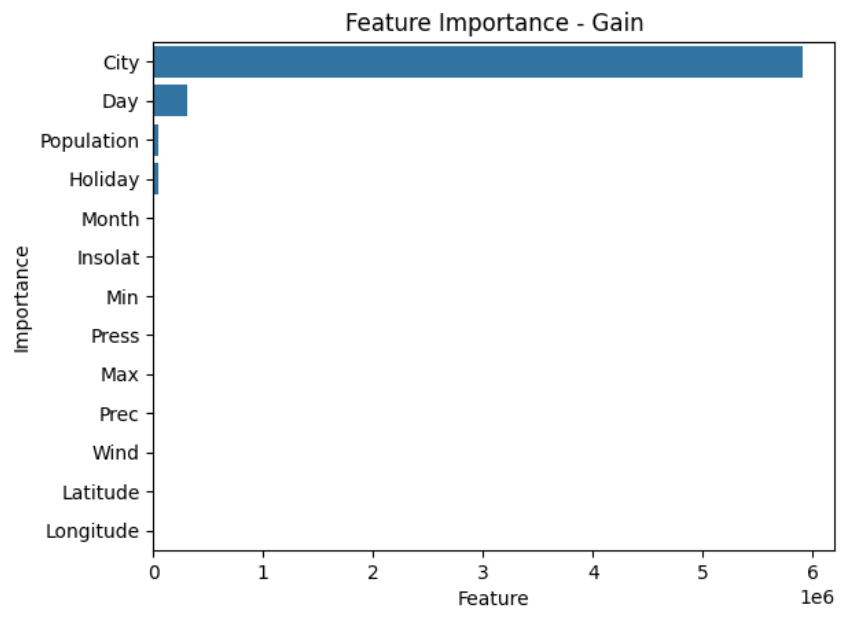 Feature Importance - Gain
City
Day
Population
Holiday
Month
Insolat
Min
Press
Max
Prec
Wind
Latitude
Longitude
Importance
0 1 2 3 4 5 6
1e6
Feature